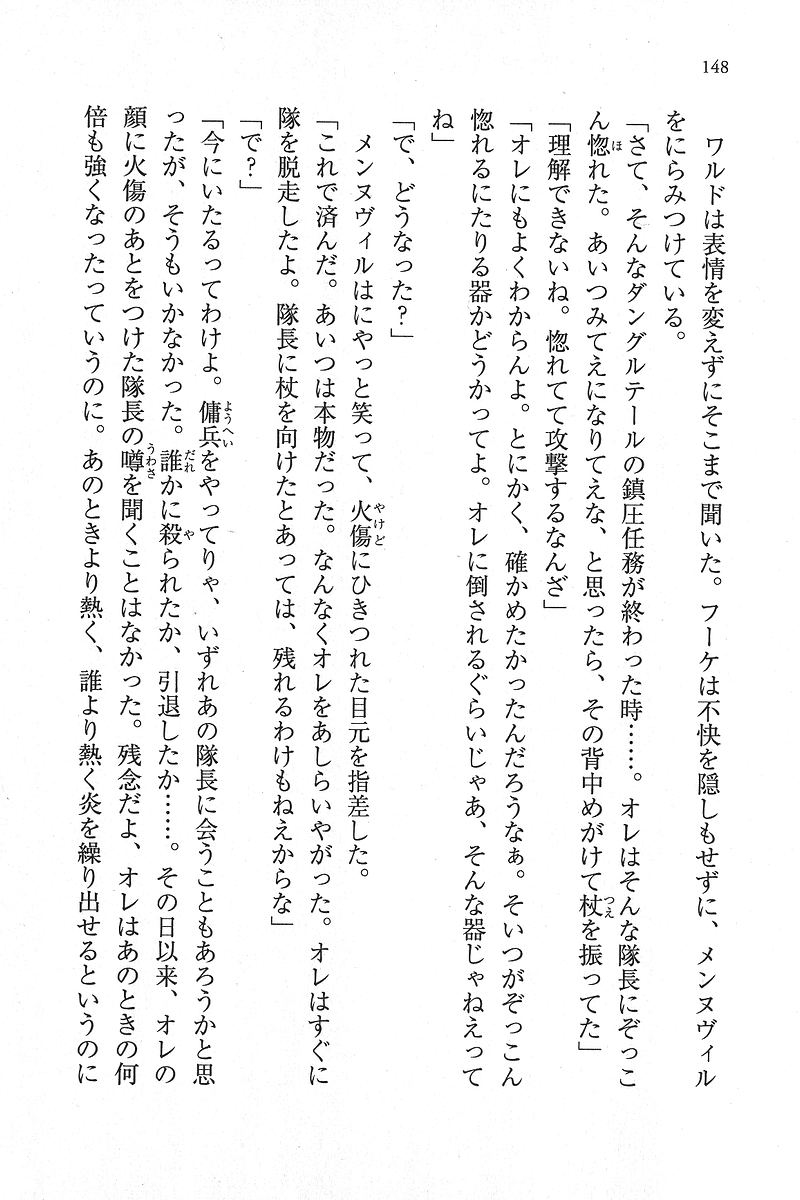 148
　ワルドは表情を変えずにそこまで聞いた。フーケは不快を隠しもせずに、メンヌヴィル
をにらみつけている。
「さて、そんなダングルテールの鎮圧任務が終わった時……。オレはそんな隊長にぞっこ
ん惚れた。あいつみてえになりてえな、と思ったら、その背中めがけて杖を振ってた」
「理解できないね。惚れてて攻撃するなんざ」
「オレにもよくわからんよ。とにかく、確かめたかったんだろうなぁ。そいつがぞっこん
惚れるにたりる器かどうかってよ。オレに倒されるぐらいじゃあ、そんな器じゃねえって
ね」
「で、どうなった？」
　メンヌヴィルはにやっと笑って、火傷にひきつれた目元を指差した。
「これで済んだ。あいつは本物だった。なんなくオレをあしらいやがった。オレはすぐに
隊を脱走したよ。隊長に杖を向けたとあっては、残れるわけもねえからな」
「で？」
「今にいたるってわけよ。傭兵をやってりゃ、いずれあの隊長に会うこともあろうかと思
ったが、そうもいかなかった。誰かに殺られたか、引退したか……。その日以来、オレの
顔に火傷のあとをつけた隊長の噂を聞くことはなかった。残念だよ、オレはあのときの何
倍も強くなったっていうのに。あのときより熱く、誰より熱く炎を繰り出せるというのに